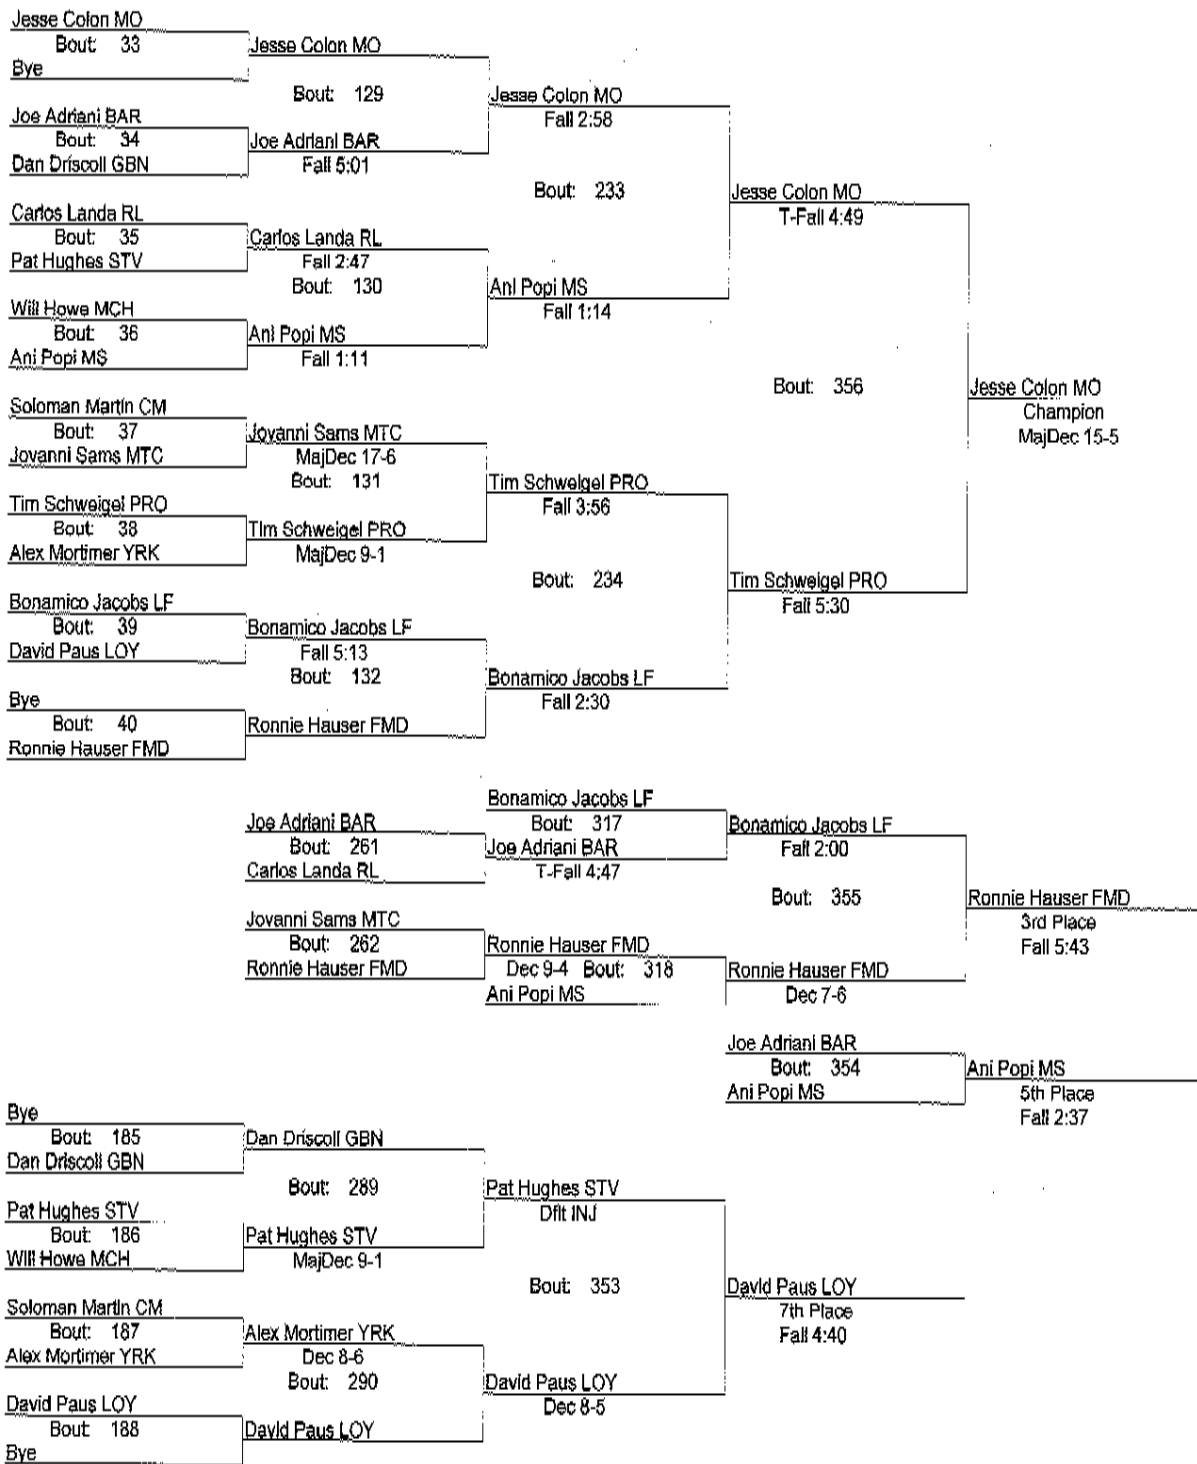 Jesse Colon MO
Bout: 33
Bye
Jesse Colon MO
Bout: 129
Joe Adriani BAR
Bout: 34
Dan Driscoll GBN
Joe Adriani BAR
Fall 5:01
Jesse Colon MO
Fall 2:58
Bout: 233
Carlos Landa RL
Bout: 35
Pat Hughes STV
Carlos Landa RL
Fall 2:47
Bout: 130
Will Howe MCH
Bout: 36
Ani Popi MS
Ani Popi MS
Fall 1:11
Ani Popi MS
Fall 1:14
Jesse Colon MO
T-Fall 4:49
Bout: 356
Jesse Colon MO
Champion
MajDec 15-5
Soloman Martin CM
Bout: 37
Jovanni Sams MTC
Jovanni Sams MTC
MajDec 17-6
Bout: 131
Tim Schweigel PRO
Bout: 38
Alex Mortimer YRK
Tim Schweigel PRO
MajDec 9-1
Tim Schweigel PRO
Fall 3:56
Bout: 234
Tim Schweigel PRO
Fall 5:30
Bonamico Jacobs LF
Bout: 39
David Paus LOY
Bonamico Jacobs LF
Fall 5:13
Bout: 132
Bye
Bout: 40
Ronnie Hauser FMD
Ronnie Hauser FMD
Bonamico Jacobs LF
Fall 2:30
Joe Adriani BAR
Bout: 261
Carlos Landa RL
Bonamico Jacobs LF
Bout: 317
Joe Adriani BAR
T-Fall 4:47
Bonamico Jacobs LF
Fall 2:00
Bout: 355
Jovanni Sams MTC
Bout: 262
Ronnie Hauser FMD
Ronnie Hauser FMD
Dec 9-4 Bout: 318
Ani Popi MS
Ronnie Hauser FMD
Dec 7-6
Ronnie Hauser FMD
3rd Place
Fall 5:43
Joe Adriani BAR
Bout: 354
Ani Popi MS
Ani Popi MS
5th Place
Fall 2:37
Bye
Bout: 185
Dan Driscoll GBN
Dan Driscoll GBN
Bout: 289
Pat Hughes STV
Bout: 186
Will Howe MCH
Pat Hughes STV
MajDec 9-1
Pat Hughes STV
Dflt INJ
Bout: 353
Soloman Martin CM
Bout: 187
Alex Mortimer YRK
Alex Mortimer YRK
Dec 8-6
Bout: 290
David Paus LOY
Bout: 188
Bye
David Paus LOY
David Paus LOY
Dec 8-5
David Paus LOY
7th Place
Fall 4:40